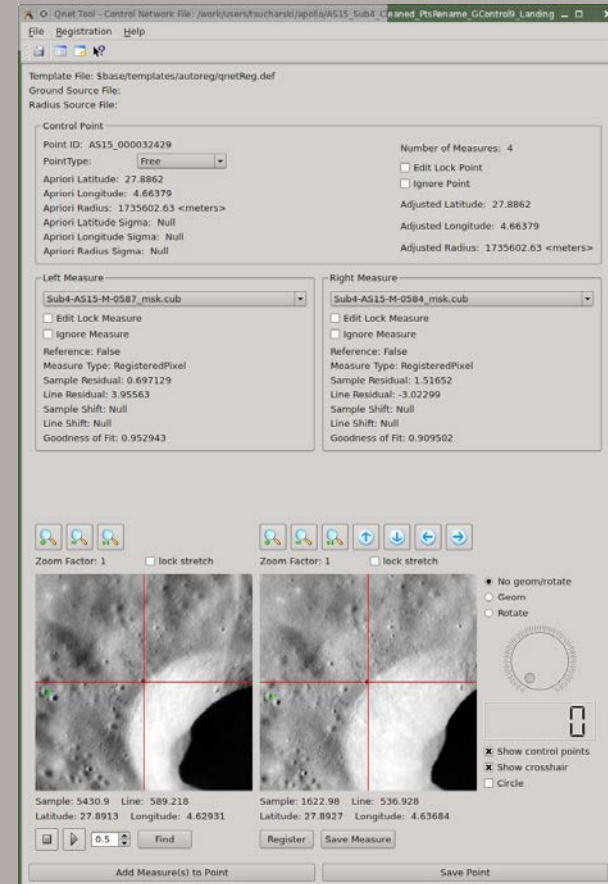 Qnet Tool - Control Network File: /work/users/tsucharski/apollo/AS15_Sub4_Cleaned_PtsRename_GControl9_Landing
File Registration Help
Template File: $base/templates/autoreg/qnetReg.def
Ground Source File:
Radius Source File:
Control Point
Point ID: AS15_000032429
PointType: Free
Apriori Latitude: 27.8862
Apriori Longitude: 4.66379
Apriori Radius: 1735602.63 <meters>
Apriori Latitude Sigma: Null
Apriori Longitude Sigma: Null
Apriori Radius Sigma: Null
Number of Measures: 4
Edit Lock Point
Ignore Point
Adjusted Latitude: 27.8862
Adjusted Longitude: 4.66379
Adjusted Radius: 1735602.63 <meters>
Left Measure
Sub4-AS15-M-0587_msk.cub
Edit Lock Measure
Ignore Measure
Reference: False
Measure Type: RegisteredPixel
Sample Residual: 0.697129
Line Residual: 3.95563
Sample Shift: Null
Line Shift: Null
Goodness of Fit: 0.952943
Right Measure
Sub4-AS15-M-0584_msk.cub
Edit Lock Measure
Ignore Measure
Reference: False
Measure Type: RegisteredPixel
Sample Residual: 1.51652
Line Residual: -3.02299
Sample Shift: Null
Line Shift: Null
Goodness of Fit: 0.909502
Zoom Factor: 1 lock stretch
Zoom Factor: 1 lock stretch
No geom/rotate
Geom
Rotate
0
Show control points
Show crosshair
Circle
Sample: 5430.9 Line: 589.218
Latitude: 27.8913 Longitude: 4.62931
Sample: 1622.98 Line: 536.928
Latitude: 27.8927 Longitude: 4.63684
0.5 Find
Register Save Measure
Add Measure(s) to Point Save Point